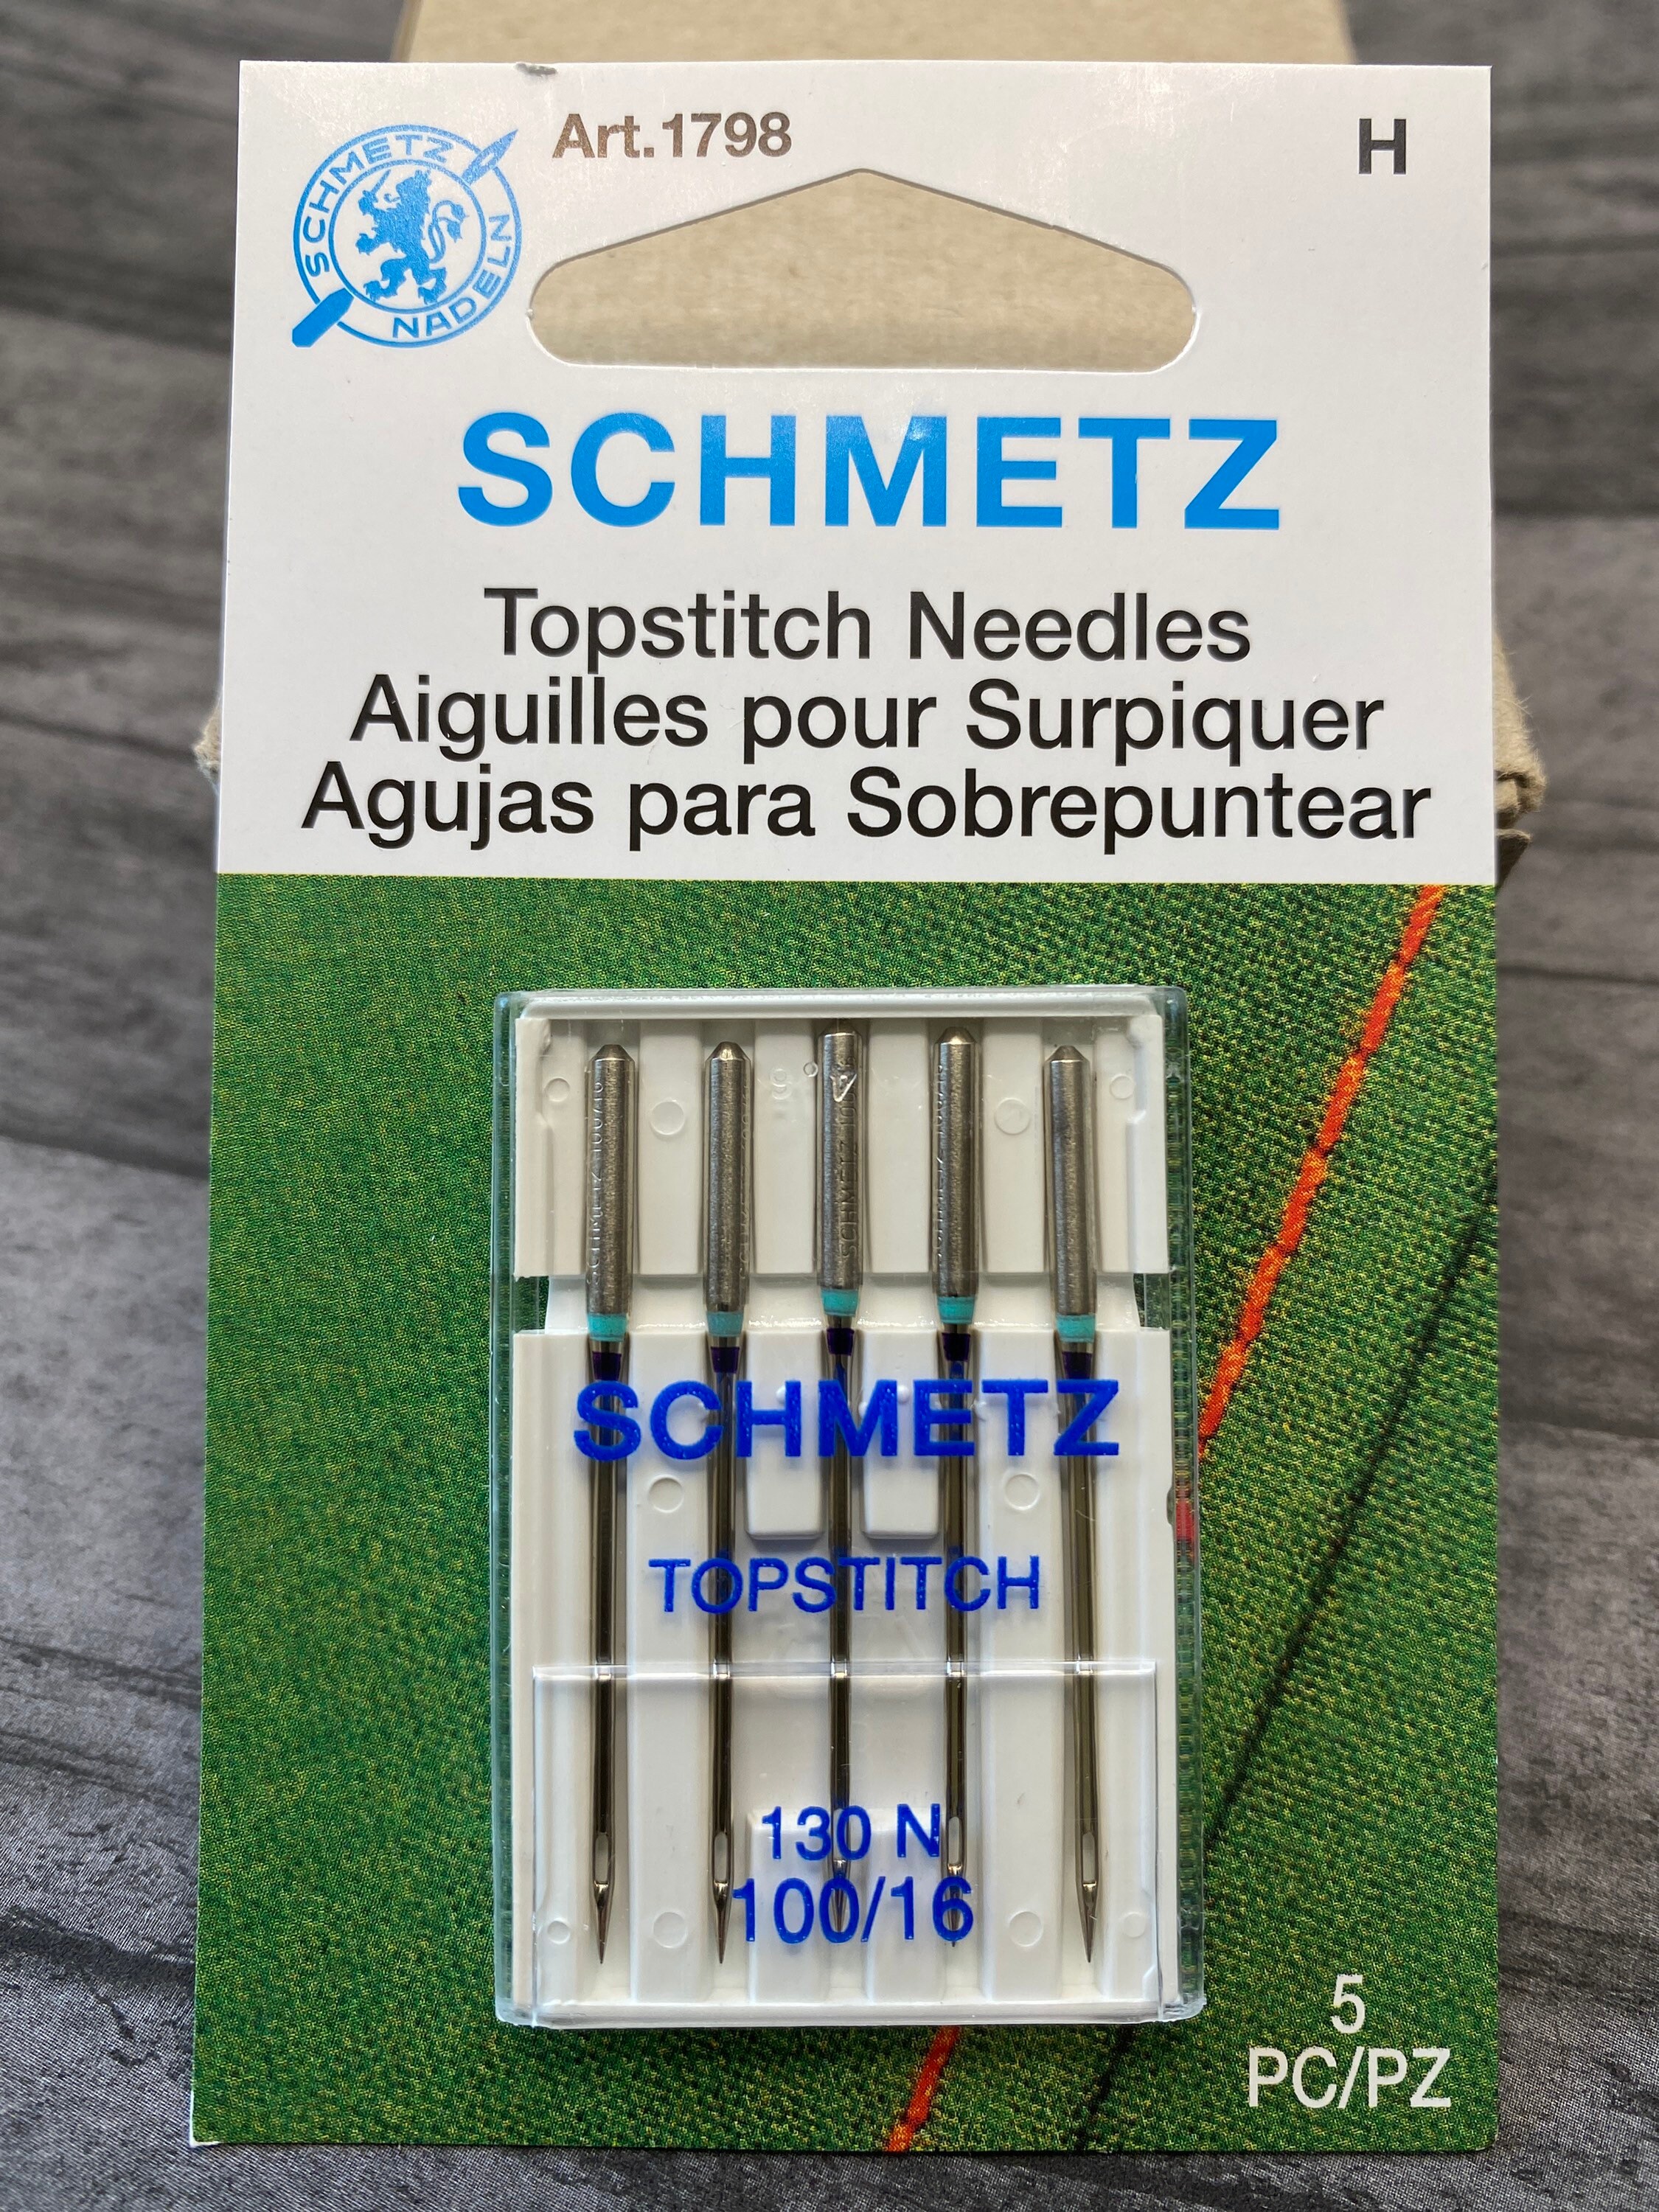 Art.1798
H
SCHMETZ
NADELN
SCHMETZ
Topstitch Needles
Aiguilles pour Surpiquer
Agujas para Sobrepuntear
SCHMETZ
TOPSTITCH
130 N
100/16
5
PC/PZ